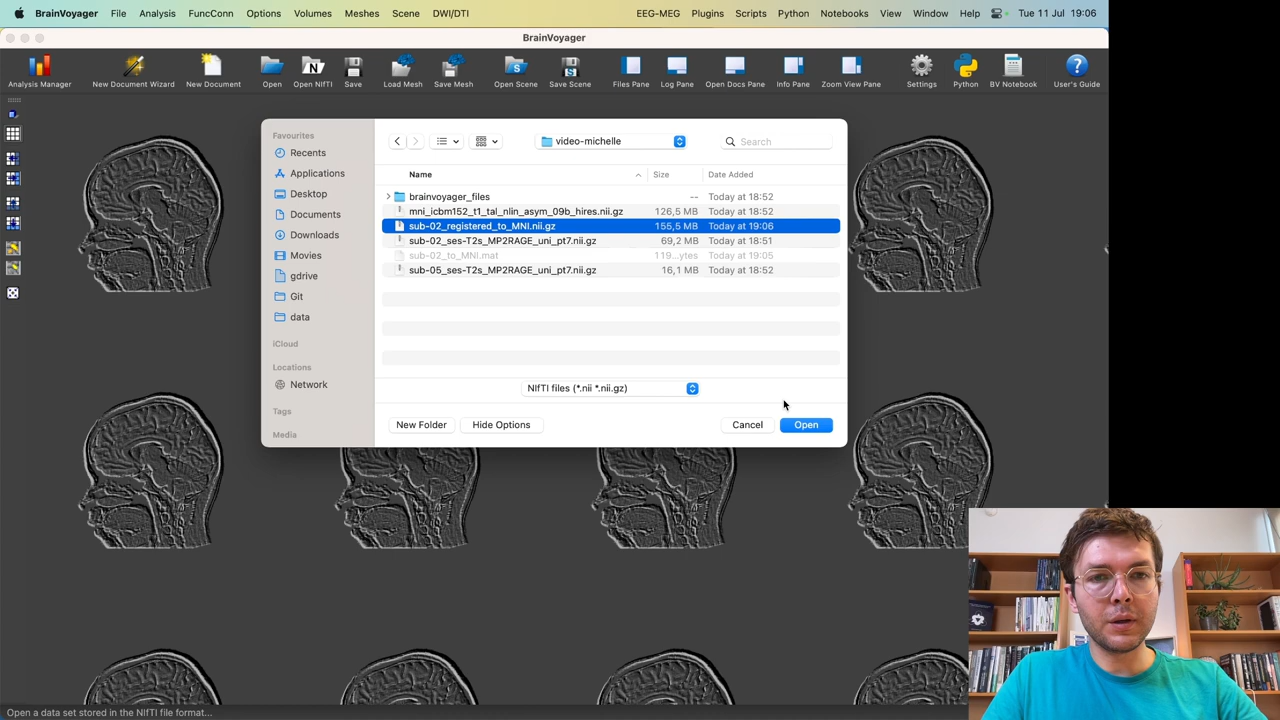 BrainVoyager File Analysis FuncConn Options Volumes Meshes Scene DWI/DTI EEG-MEG Plugins Scripts Python Notebooks View Window Help Tue 11 Jul 19:06
BrainVoyager
Analysis Manager New Document Wizard New Document Open Open NIfTI Save Load Mesh Save Mesh Open Scene Save Scene Files Pane Log Pane Open Docs Pane Info Pane Zoom View Pane Settings Python BV Notebook User's Guide
Favourites
Recents
Applications
Desktop
Documents
Downloads
Movies
gdrive
Git
data
iCloud
Locations
Network
Tags
Media
video-michelle Search
Name Size Date Added
brainvoyager_files -- Today at 18:52
mni_icbm152_t1_tal_nlin_asym_09b_hires.nii.gz 126,5 MB Today at 18:52
sub-02_registered_to_MNI.nii.gz 155,5 MB Today at 19:06
sub-02_ses-T2s_MP2RAGE_uni_pt7.nii.gz 69,2 MB Today at 18:51
sub-02_to_MNI.mat 119...ytes Today at 19:05
sub-05_ses-T2s_MP2RAGE_uni_pt7.nii.gz 16,1 MB Today at 18:52
NIfTI files (*.nii *.nii.gz)
New Folder Hide Options Cancel Open
Open a data set stored in the NIfTI file format...